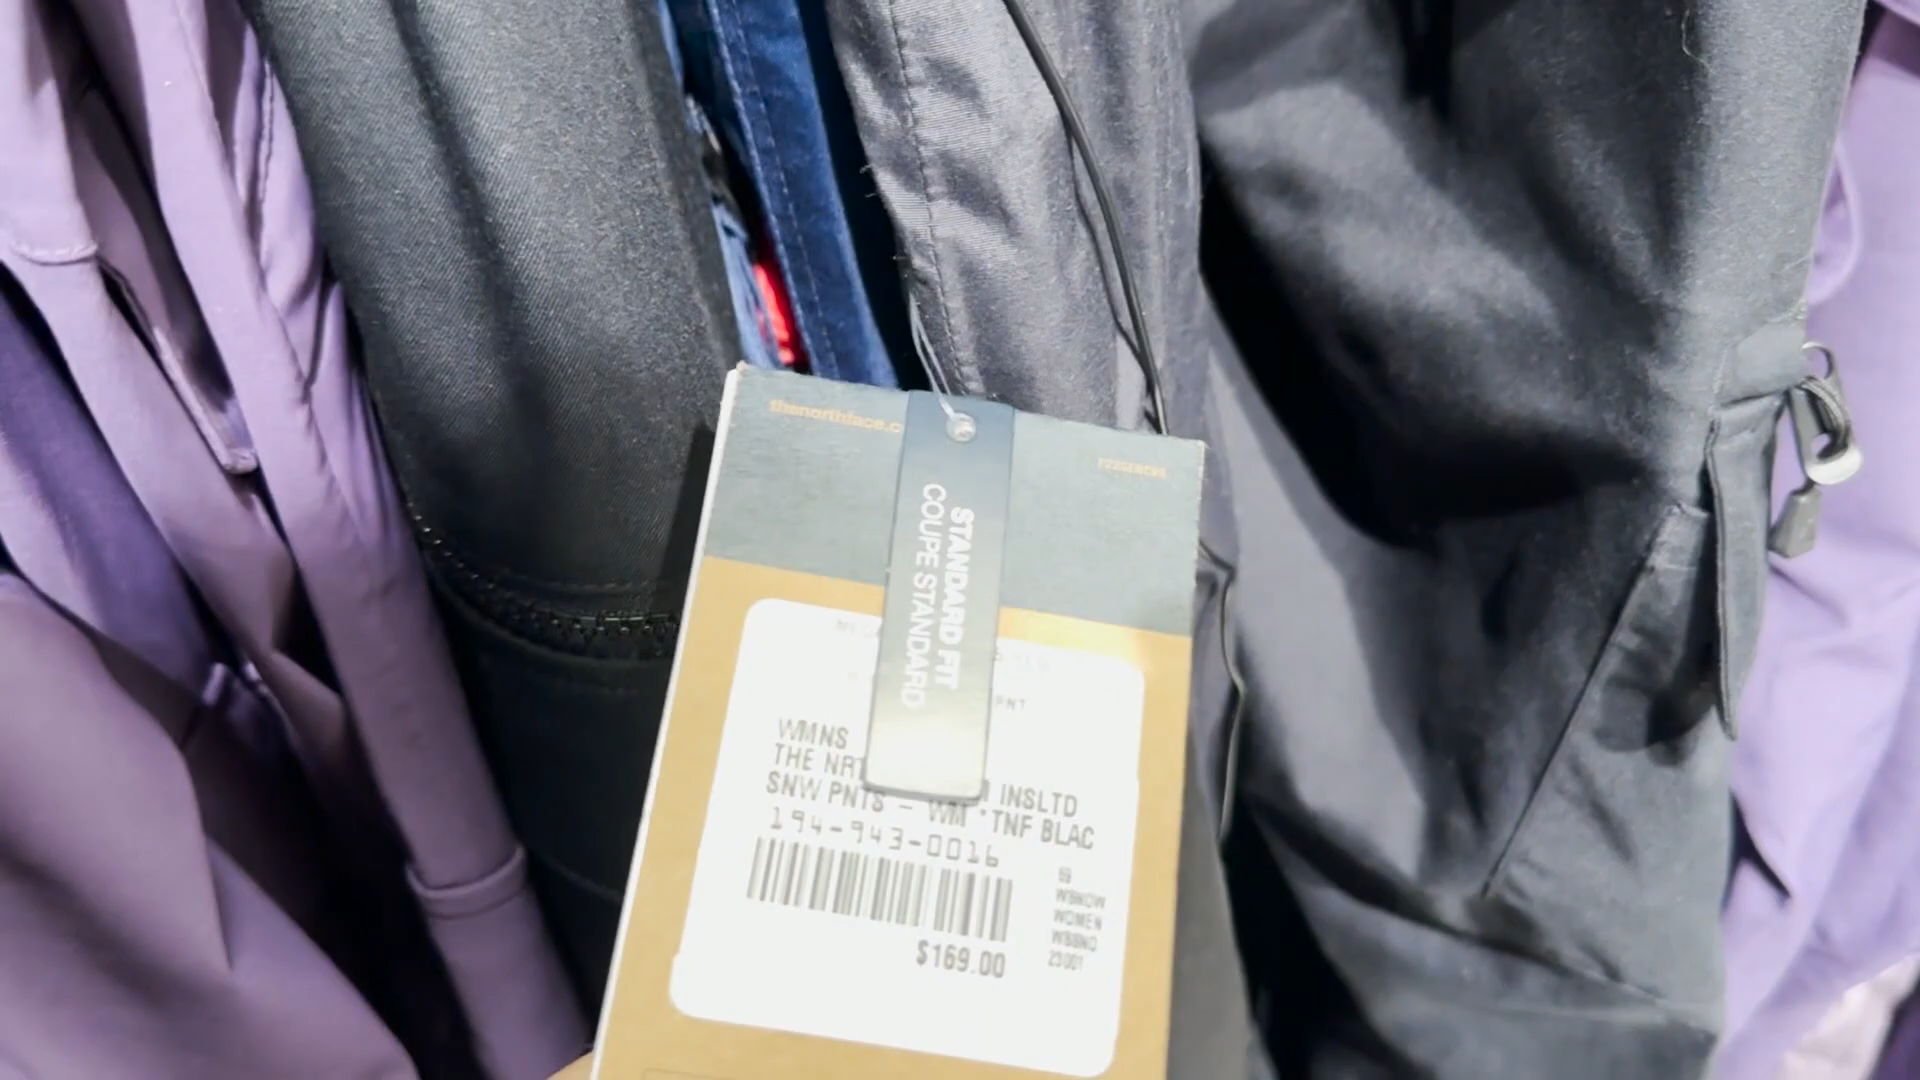 thenorthface.c
STANDARD FIT
COUPE STANDARD
PNT
WMNS
THE NRT INSLTD
SNW PNTS - WM *TNF BLAC
194-943-0016
WOMEN
$169.00